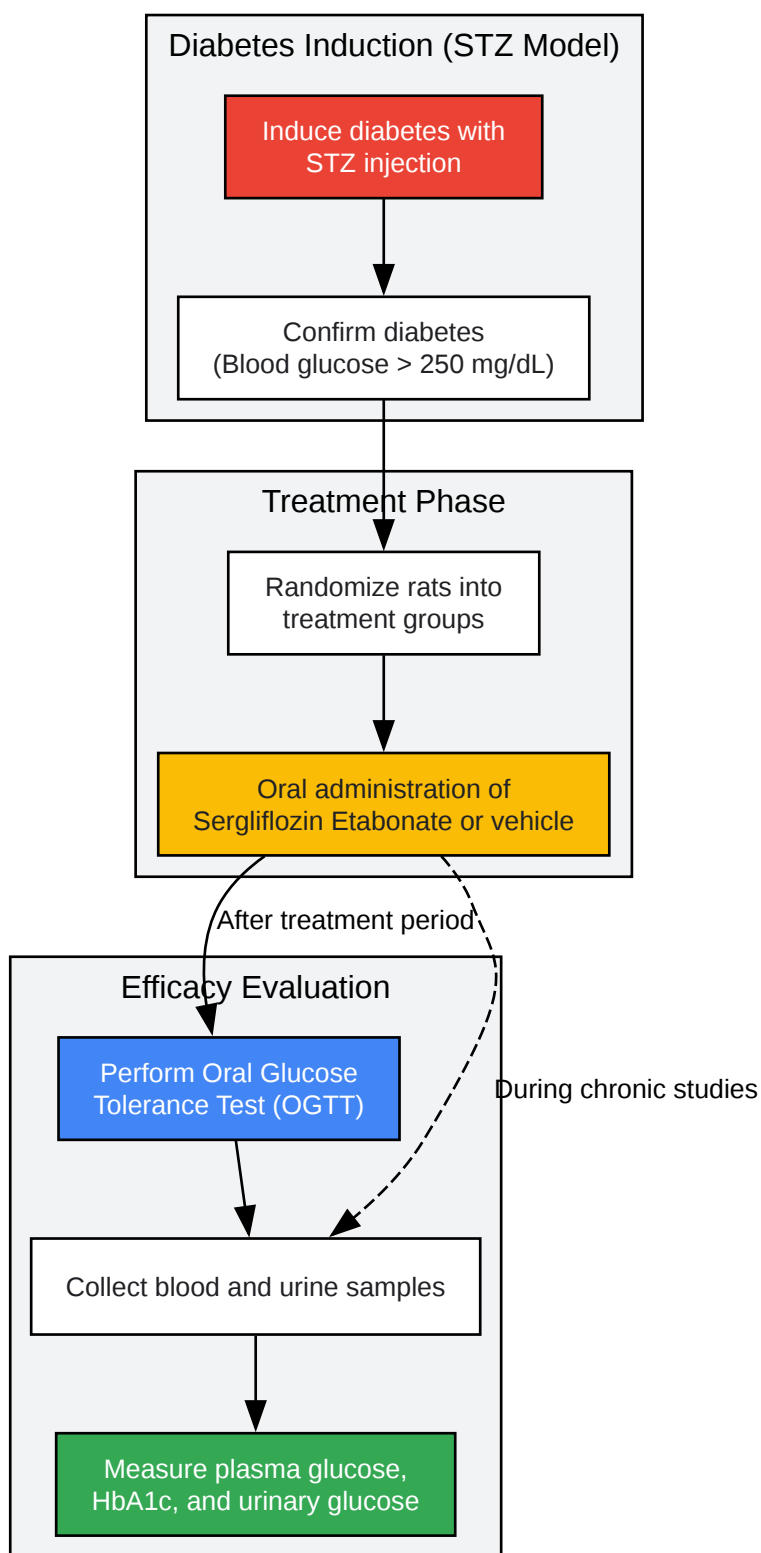 Diabetes Induction (STZ Model)
Induce diabetes with
STZ injection
Confirm diabetes
(Blood glucose > 250 mg/dL)
Treatment Phase
Randomize rats into
treatment groups
Oral administration of
Sergliflozin Etabonate or vehicle
After treatment period
Efficacy Evaluation
Perform Oral Glucose
Tolerance Test (OGTT)
During chronic studies
Collect blood and urine samples
Measure plasma glucose,
HbA1c, and urinary glucose